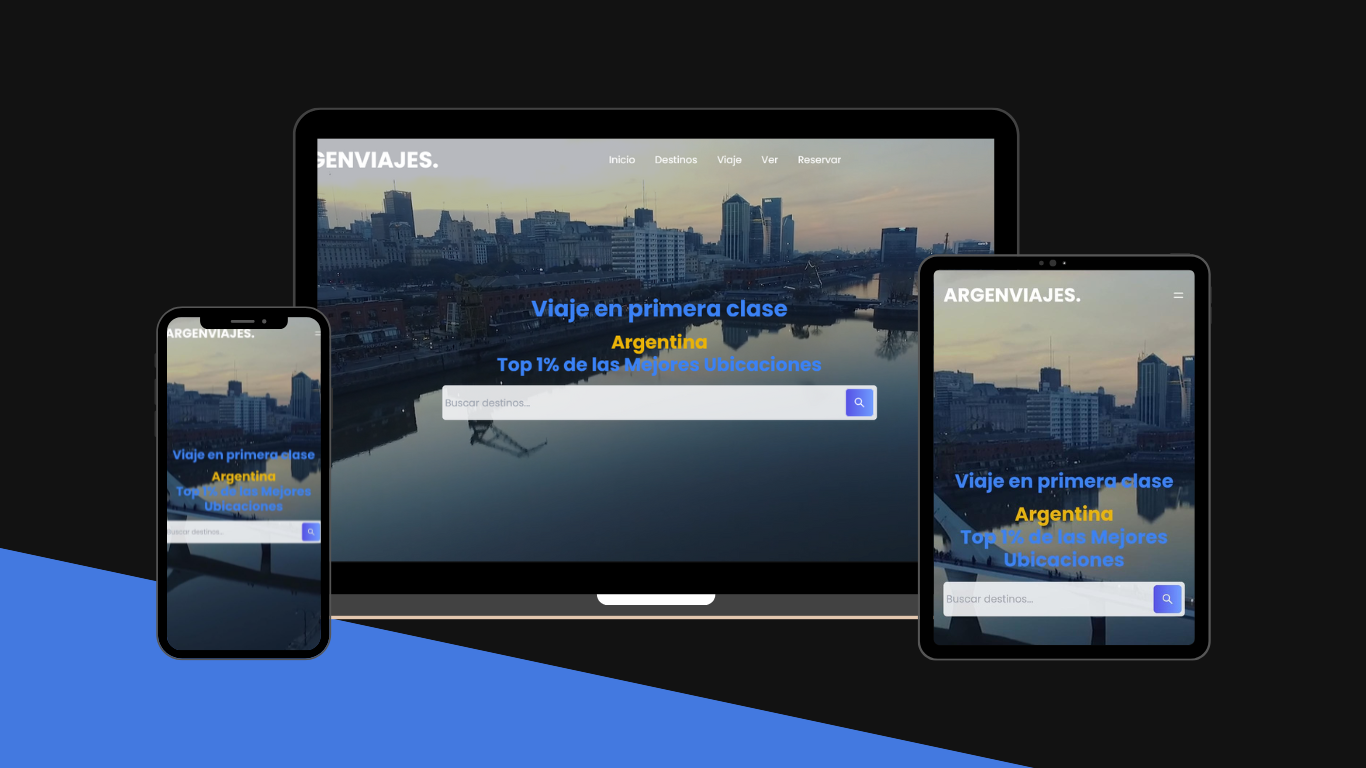 GENVIAJES.
Inicio Destinos Viaje Ver Reservar
Viaje en primera clase
Argentina
Top 1% de las Mejores Ubicaciones
Buscar destinos...
ARGENVIAJES.
Viaje en primera clase
Argentina
Top 1% de las Mejores
Ubicaciones
Buscar destinos...
ARGENVIAJES.
Viaje en primera clase
Argentina
Top 1% de las Mejores
Ubicaciones
Buscar destinos...